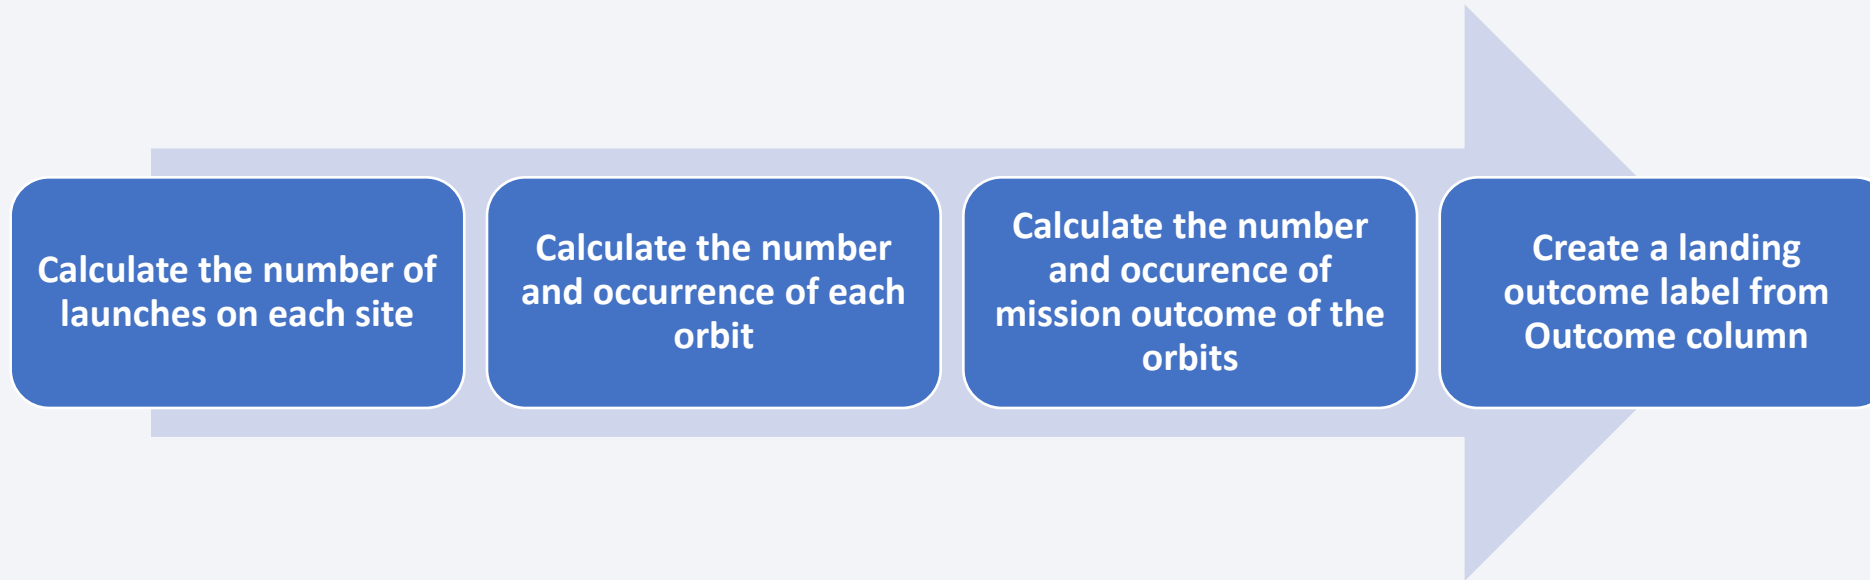 Calculate the number of
launches on each site
Calculate the number
and occurrence of each
orbit
Calculate the number
and occurence of
mission outcome of the
orbits
Create a landing
outcome label from
Outcome column